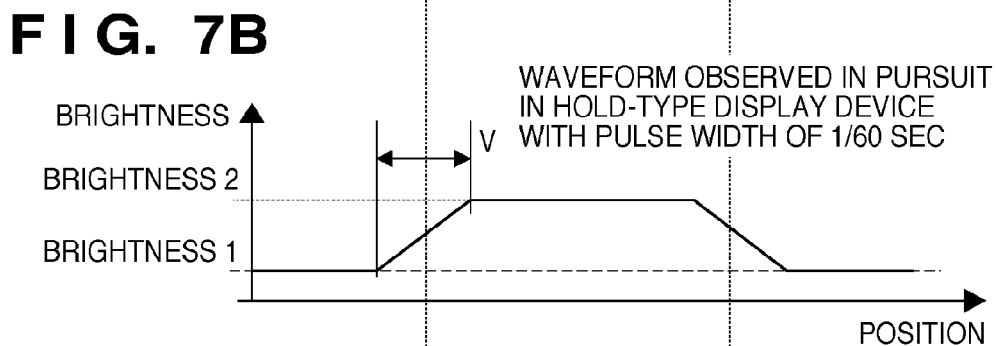 FIG. 7B
WAVEFORM OBSERVED IN PURSUIT
IN HOLD-TYPE DISPLAY DEVICE
WITH PULSE WIDTH OF 1/60 SEC
BRIGHTNESS
V
BRIGHTNESS 2
BRIGHTNESS 1
POSITION